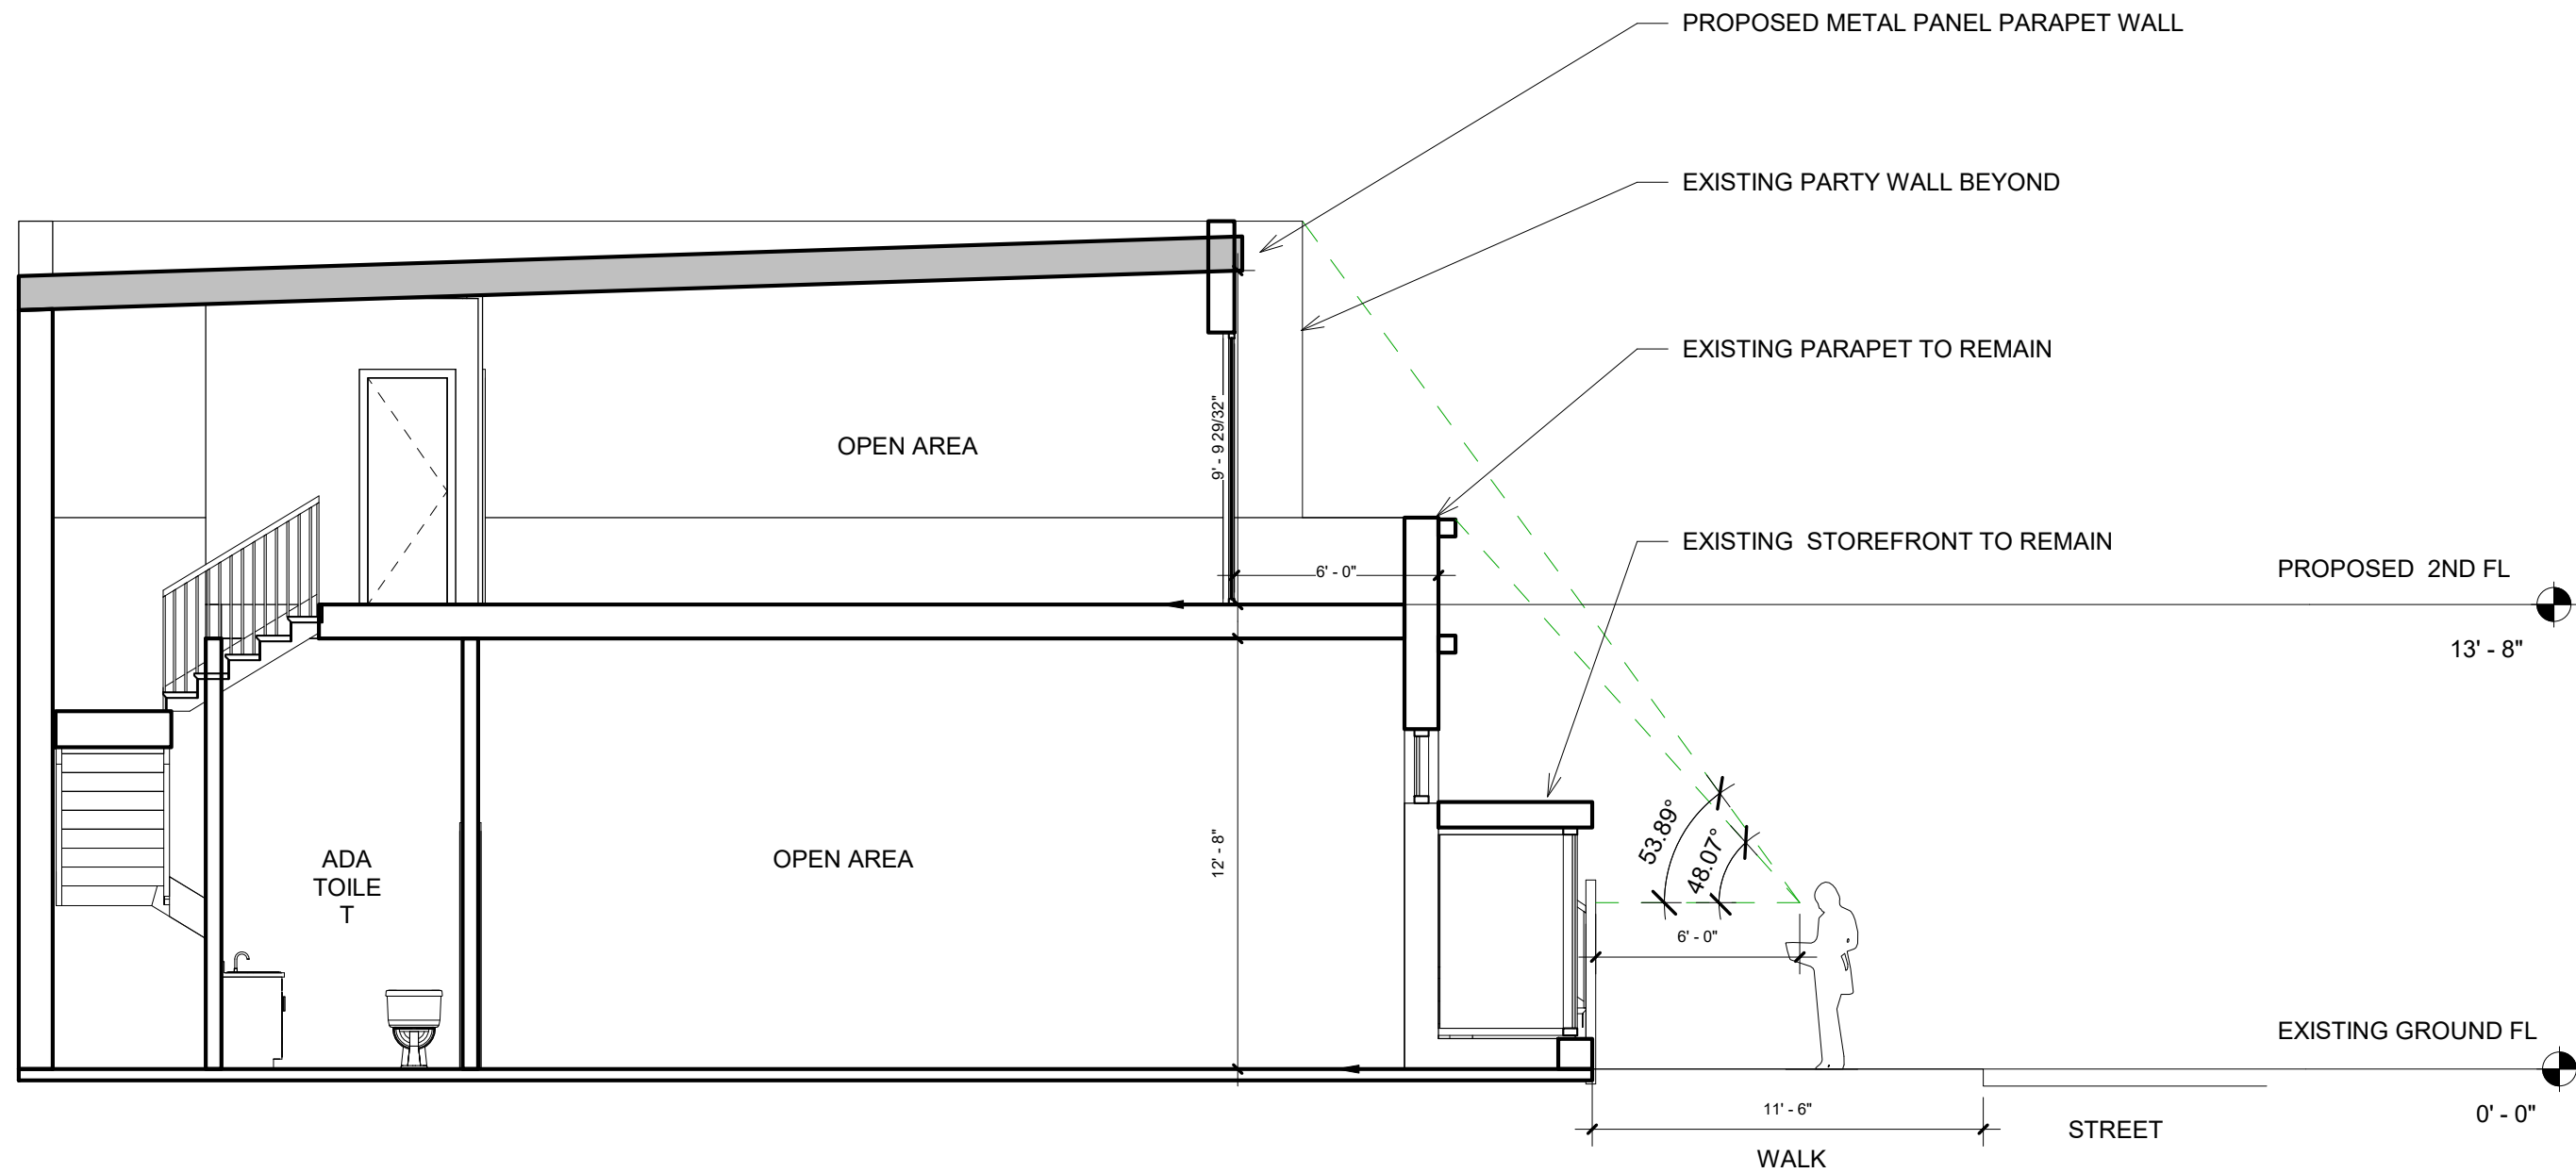 PROPOSED METAL PANEL PARAPET WALL
EXISTING PARTY WALL BEYOND
EXISTING PARAPET TO REMAIN
OPEN AREA
9' - 9 29/32"
EXISTING STOREFRONT TO REMAIN
6' - 0"
PROPOSED 2ND FL
13' - 8"
53.89°
48.07°
ADA
TOILE
T
OPEN AREA
12' - 8"
6' - 0"
EXISTING GROUND FL
0' - 0"
11' - 6"
STREET
WALK